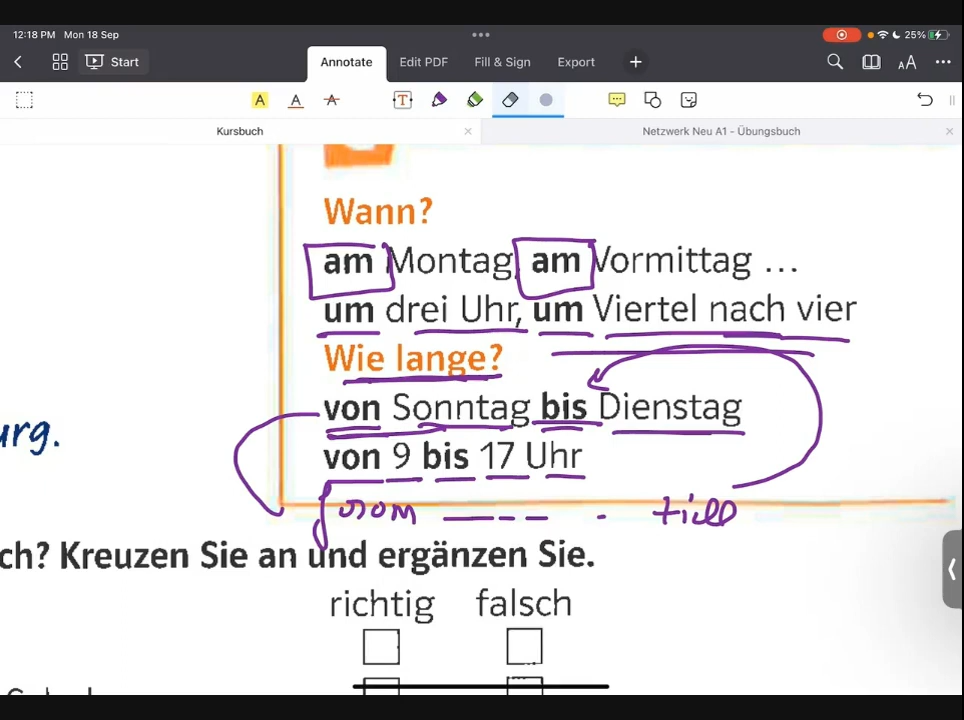 12:18 PM Mon 18 Sep
25%
Start
Annotate
Edit PDF
Fill & Sign
Export
AA
A A A T
Kursbuch
Netzwerk Neu A1 - Übungsbuch
Wann?
am Montag, am Vormittag ...
um drei Uhr, um Viertel nach vier
Wie lange?
von Sonntag bis Dienstag
urg.
von 9 bis 17 Uhr
from ---- - till
ch? Kreuzen Sie an und ergänzen Sie.
richtig falsch